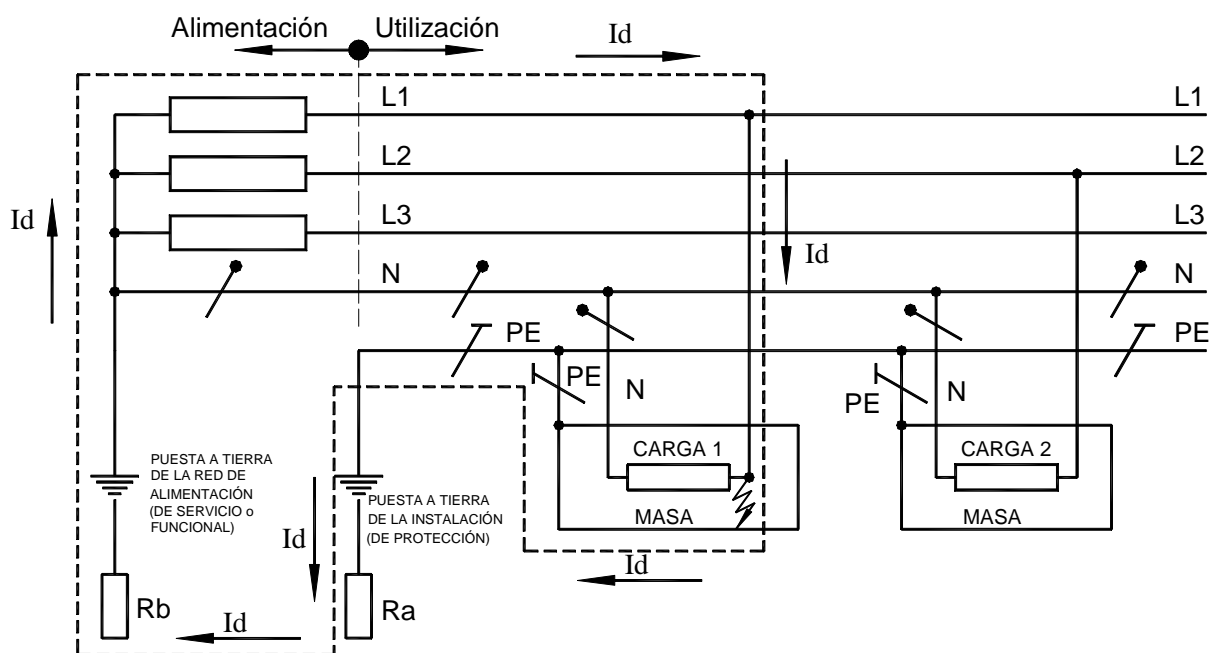 Alimentación
Utilización
Id
L1
L1
L2
L2
Id
L3
L3
Id
N
N
PE
PE
PE
N
PE
N
CARGA 1
CARGA 2
PUESTA A TIERRA
DE LA RED DE
ALIMENTACIÓN
(DE SERVICIO o
FUNCIONAL)
PUESTA A TIERRA
DE LA INSTALACIÓN
(DE PROTECCIÓN)
MASA
MASA
Id
Id
Rb
Id
Ra